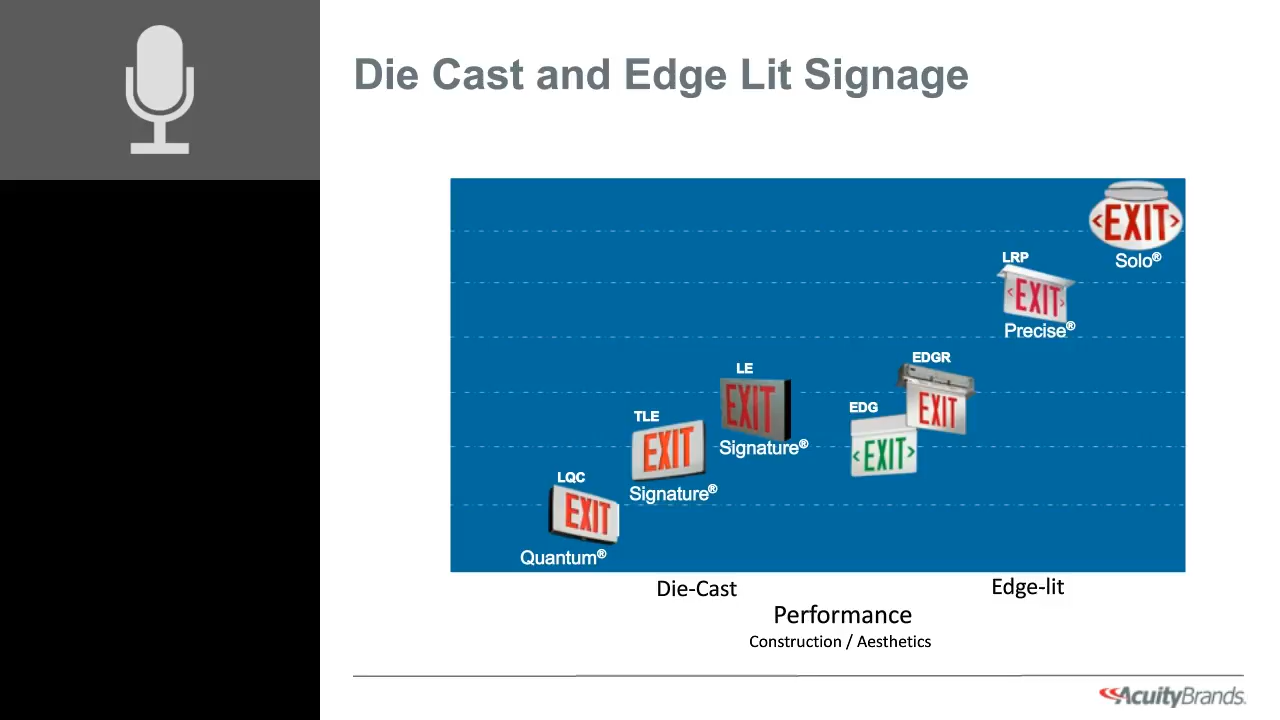 Die Cast and Edge Lit Signage
<EXIT>
Solo®
LRP
<EXIT>
Precise®
EDGR
EXIT
LE
EXIT
Signature®
EDG
<EXIT>
TLE
EXIT
Signature®
LQC
EXIT
Quantum®
Die-Cast
Edge-lit
Performance
Construction / Aesthetics
AcuityBrands.